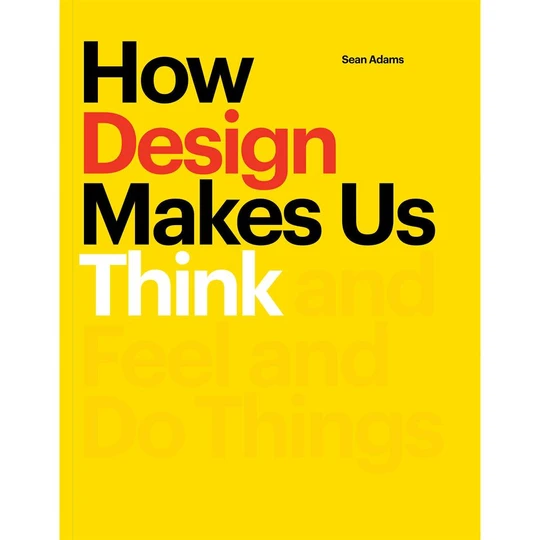 Sean Adams
How
Design
Makes Us
Think and
Feel and
Do Things